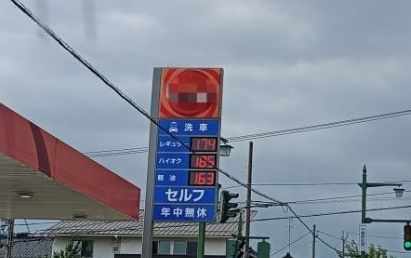 洗車
レギュラー 174
ハイオク 185
軽油 163
セルフ
年中無休